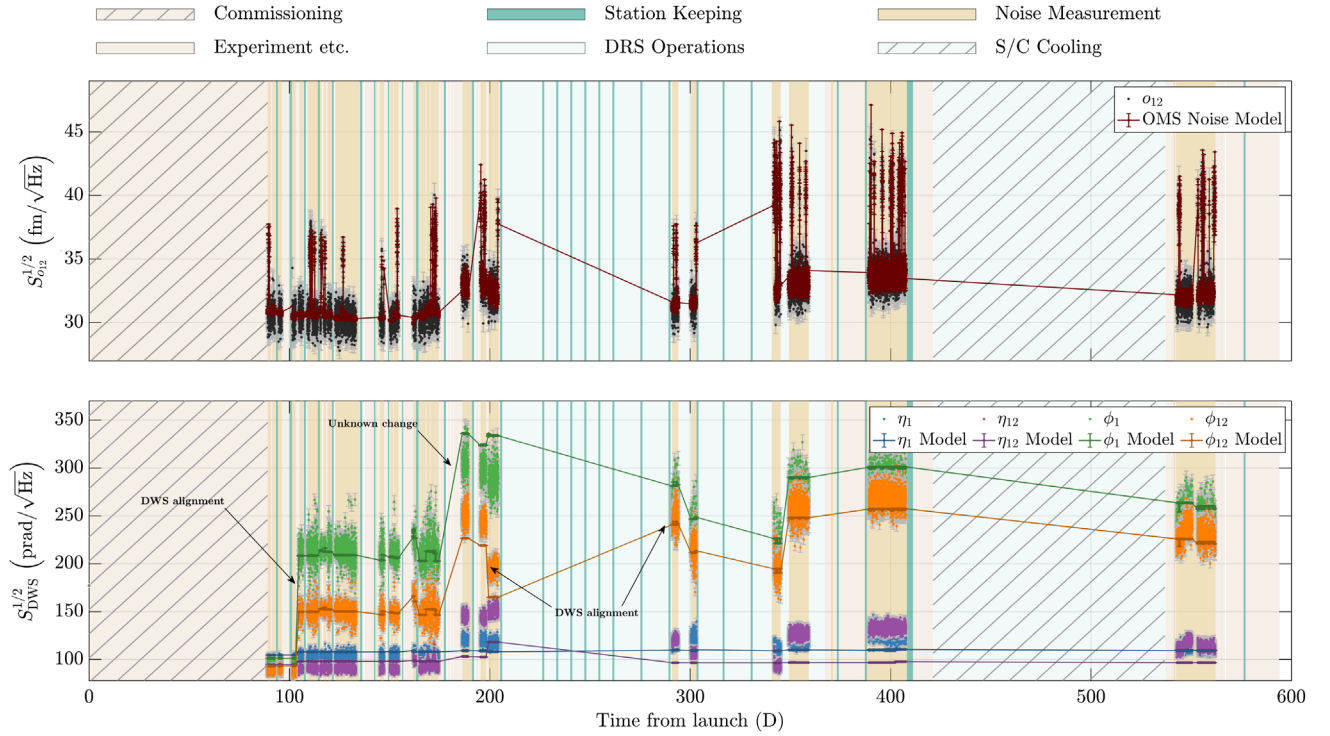 Commissioning Station Keeping Noise Measurement
Experiment etc. DRS Operations S/C Cooling
o₁₂
OMS Noise Model
S_{o₁₂}^{1/2} (fm/√Hz)
45
40
35
30
η₁ η₁₂ ϕ₁ ϕ₁₂
η₁ Model η₁₂ Model ϕ₁ Model ϕ₁₂ Model
Unknown change
DWS alignment
DWS alignment
S_{DWS}^{1/2} (prad/√Hz)
350
300
250
200
150
100
0 100 200 300 400 500 600
Time from launch (D)